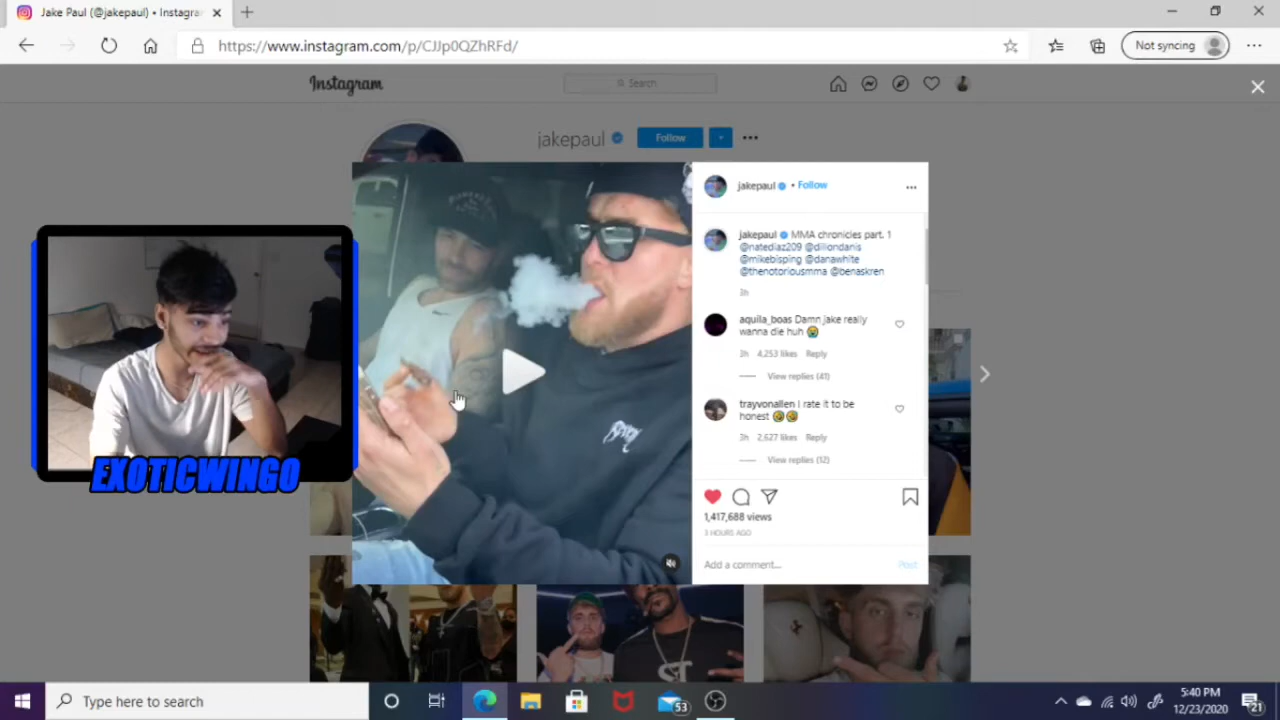 Jake Paul (@jakepaul) • Instagra
https://www.instagram.com/p/CJJp0QZhRFd/
Not syncing
Instagram
Search
jakepaul
Follow
jakepaul • Follow
jakepaul MMA chronicles part. 1
@natediaz209 @dillondanis
@mikebisping @danawhite
@thenotoriousmma @benaskren
3h
aquila_boas Damn jake really
wanna die huh 😭
3h 4,253 likes Reply
View replies (41)
trayvonallen I rate it to be
honest 🤣🤣
3h 2,627 likes Reply
View replies (12)
1,417,688 views
3 HOURS AGO
Add a comment...
Post
EXOTICWINGO
Type here to search
53
5:40 PM
12/23/2020
21